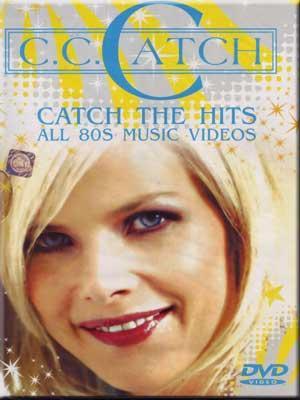 C.C.CATCH
CATCH THE HITS
ALL 80S MUSIC VIDEOS
DVD
VIDEO